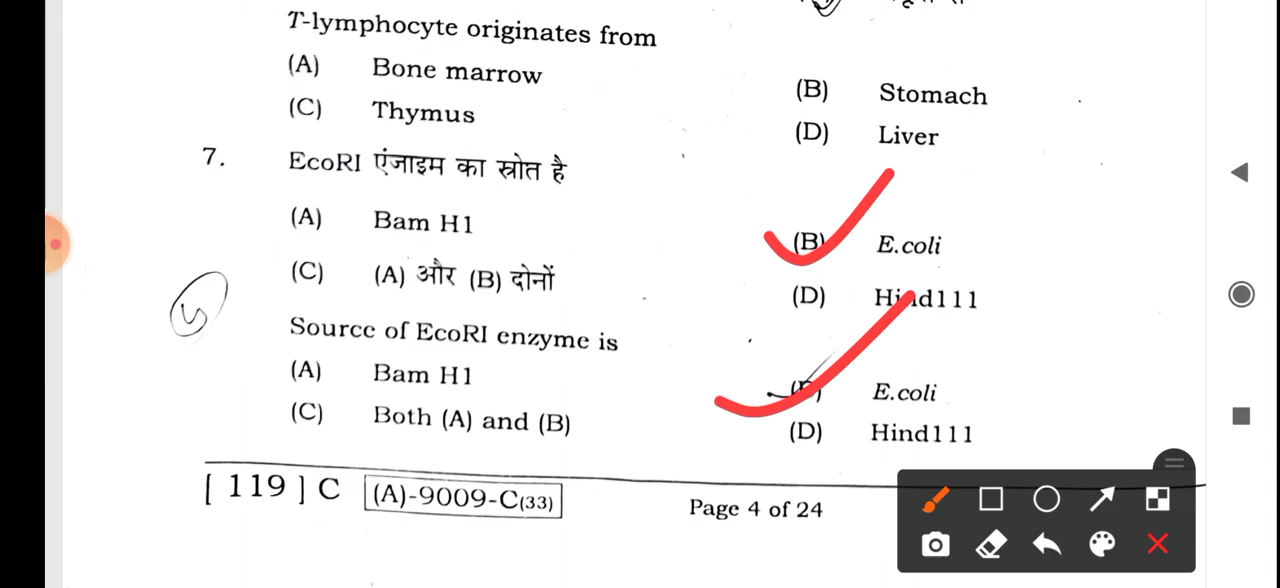 T-lymphocyte originates from
(A) Bone marrow
(B) Stomach
(C) Thymus
(D) Liver
7. EcoRI एंजाइम का स्रोत है
(A) Bam H1
(B) E.coli
(C) (A) और (B) दोनों
(D) Hind111
Source of EcoRI enzyme is
(A) Bam H1
E.coli
(C) Both (A) and (B)
(D) Hind111
[ 119 ] C (A)-9009-C(33)
Page 4 of 24